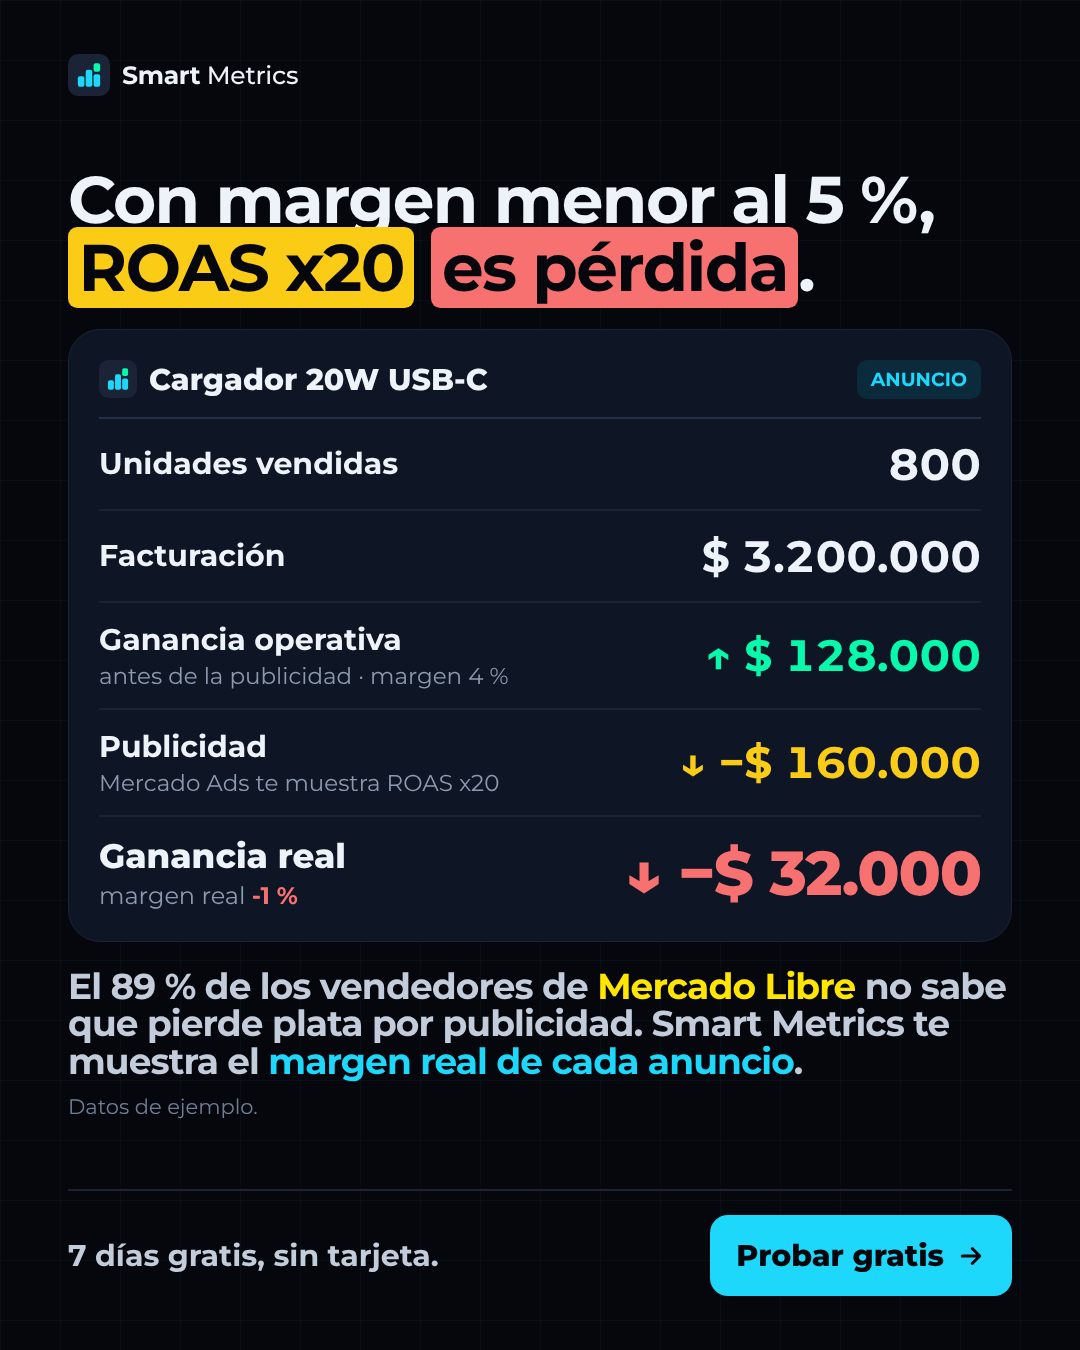 Smart Metrics
Con margen menor al 5 %,
ROAS x20 es pérdida.
Cargador 20W USB-C
ANUNCIO
Unidades vendidas
800
Facturación
$ 3.200.000
Ganancia operativa
antes de la publicidad · margen 4 %
↑ $ 128.000
Publicidad
Mercado Ads te muestra ROAS x20
↓ −$ 160.000
Ganancia real
margen real -1 %
↓ −$ 32.000
El 89 % de los vendedores de Mercado Libre no sabe
que pierde plata por publicidad. Smart Metrics te
muestra el margen real de cada anuncio.
Datos de ejemplo.
7 días gratis, sin tarjeta.
Probar gratis →